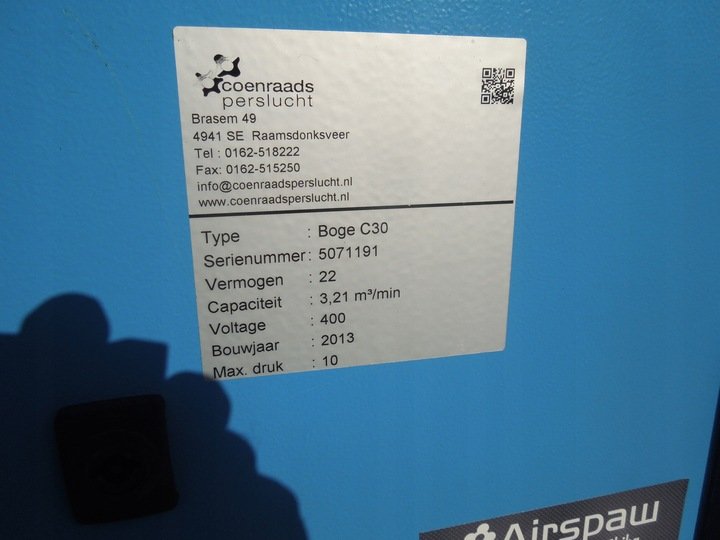 coenraads
perslucht
Brasem 49
4941 SE Raamsdonksveer
Tel : 0162-518222
Fax: 0162-515250
info@coenraadsperslucht.nl
www.coenraadsperslucht.nl
Type : Boge C30
Serienummer : 5071191
Vermogen : 22
Capaciteit : 3,21 m³/min
Voltage : 400
Bouwjaar : 2013
Max. druk : 10
Airspaw